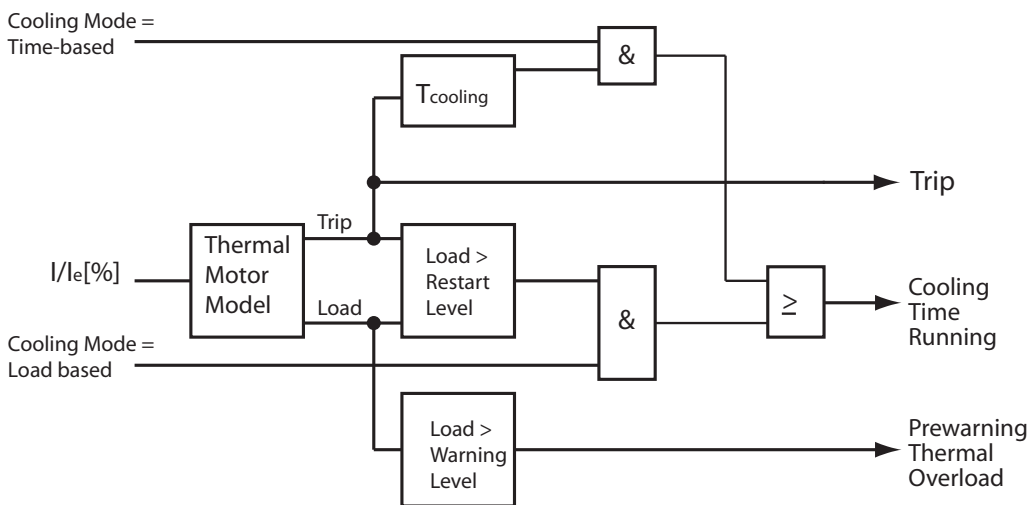 Cooling Mode =
Time-based
&
Tcooling
Trip
Trip
Thermal
Motor
Model
I/Ie[%]
Load >
Restart
Level
Load
&
≥
Cooling
Time
Running
Cooling Mode =
Load based
Load >
Warning
Level
Prewarning
Thermal
Overload